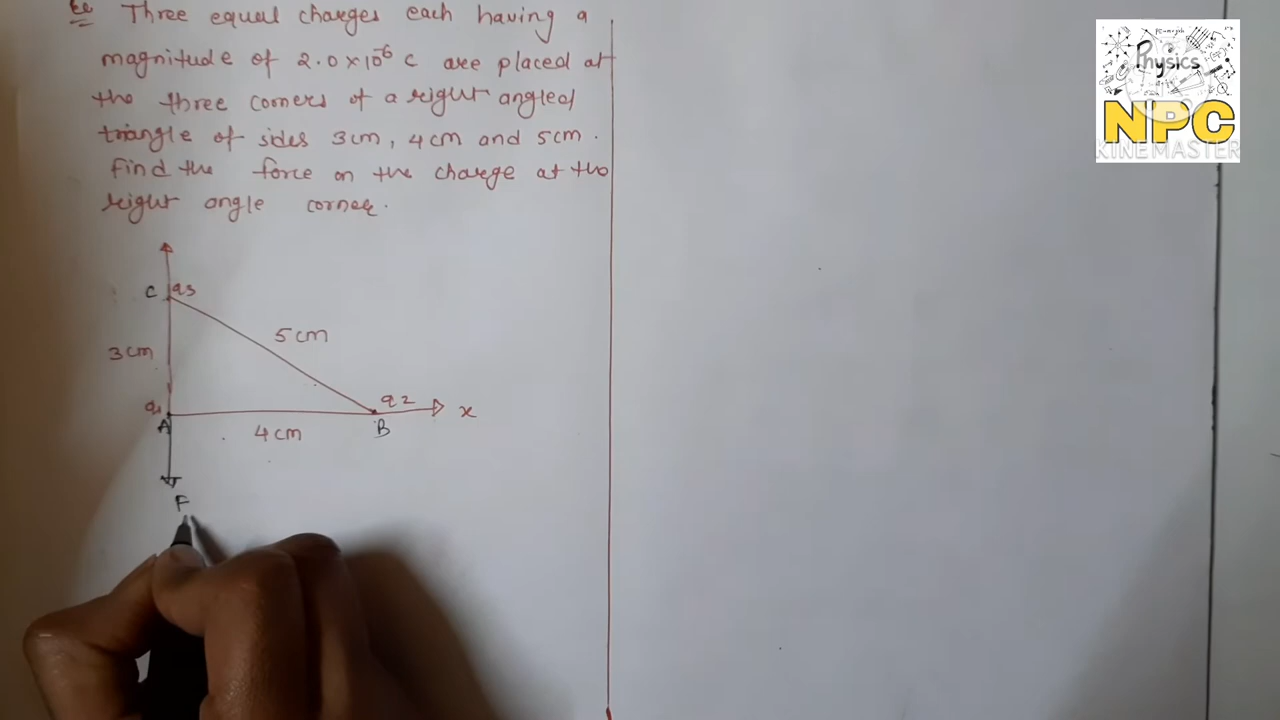 Ex Three equal charges each having a
magnitude of 2.0×10⁻⁶ C are placed at
the three corners of a right angled
triangle of sides 3cm, 4cm and 5cm.
Find the force on the charge at the
right angle corner.
C q3
5cm
3cm
q1
q2
x
A
B
4cm
F
Physics
NPC
KINEMASTER